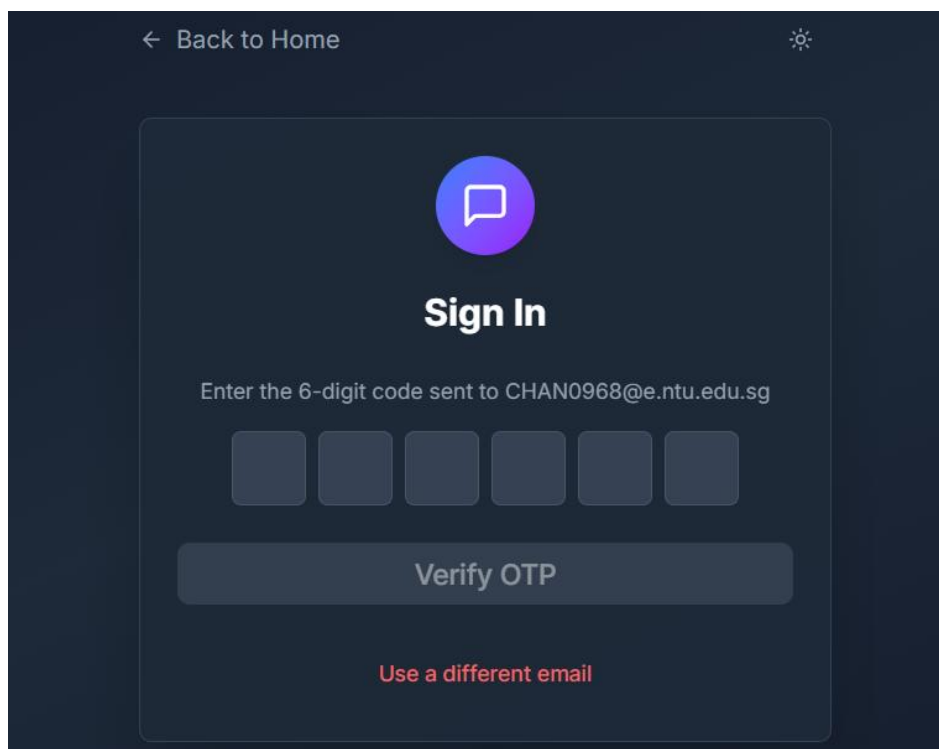 Back to Home
Sign In
Enter the 6-digit code sent to CHAN0968@e.ntu.edu.sg
Verify OTP
Use a different email